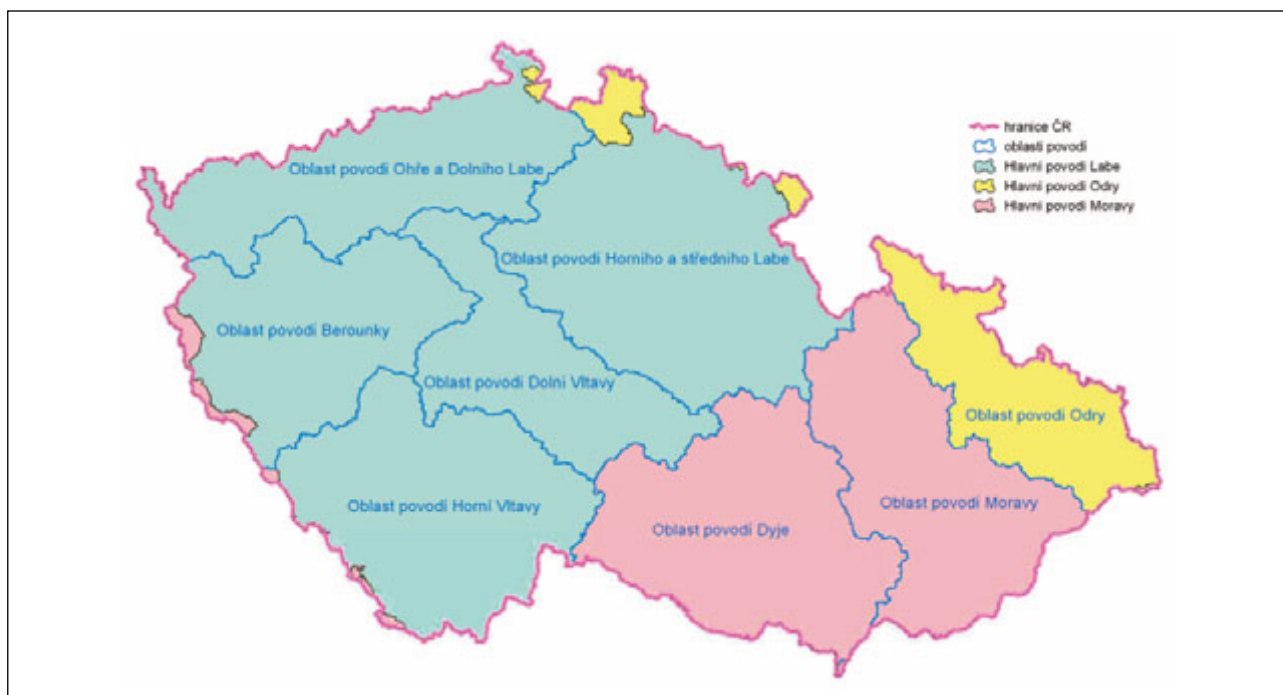 hranice ČR
oblasti povodí
Hlavní povodí Labe
Hlavní povodí Odry
Hlavní povodí Moravy
Oblast povodí Ohře a Dolního Labe
Oblast povodí Horního a středního Labe
Oblast povodí Berounky
Oblast povodí Dolní Vltavy
Oblast povodí Odry
Oblast povodí Horní Vltavy
Oblast povodí Moravy
Oblast povodí Dyje